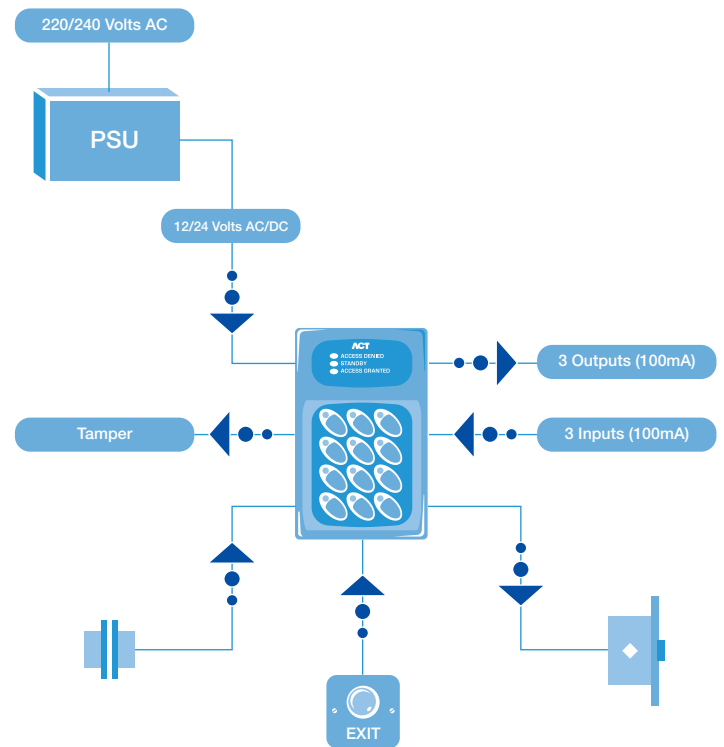 220/240 Volts AC
PSU
12/24 Volts AC/DC
ACT
ACCESS DENIED
STANDBY
ACCESS GRANTED
3 Outputs (100mA)
Tamper
3 Inputs (100mA)
EXIT